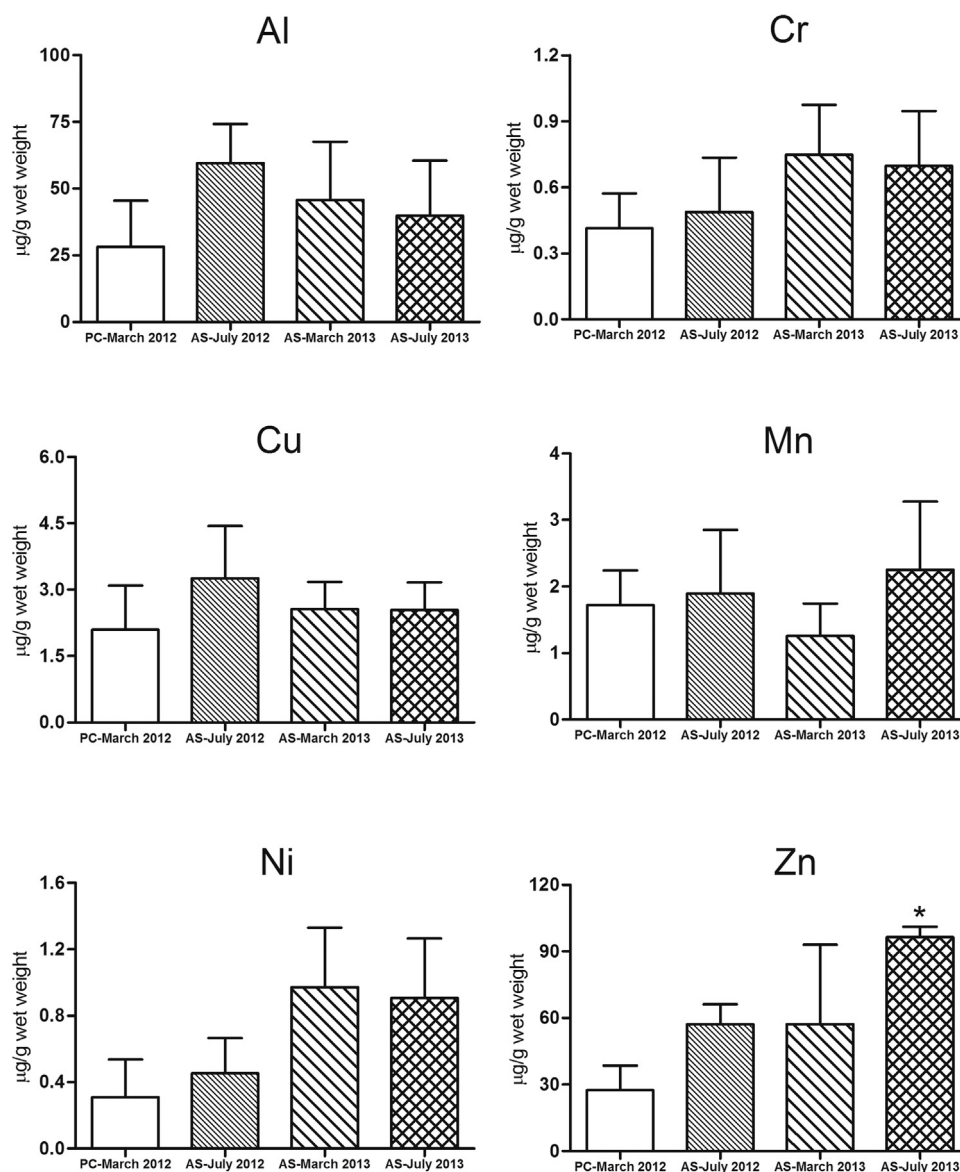 Al
100
75
50
25
0
µg/g wet weight
PC-March 2012 AS-July 2012 AS-March 2013 AS-July 2013
Cr
1.2
0.9
0.6
0.3
0.0
µg/g wet weight
PC-March 2012 AS-July 2012 AS-March 2013 AS-July 2013
Cu
6.0
4.5
3.0
1.5
0.0
µg/g wet weight
PC-March 2012 AS-July 2012 AS-March 2013 AS-July 2013
Mn
4
3
2
1
0
µg/g wet weight
PC-March 2012 AS-July 2012 AS-March 2013 AS-July 2013
Ni
1.6
1.2
0.8
0.4
0.0
µg/g wet weight
PC-March 2012 AS-July 2012 AS-March 2013 AS-July 2013
Zn
120
90
60
30
0
µg/g wet weight
*
PC-March 2012 AS-July 2012 AS-March 2013 AS-July 2013